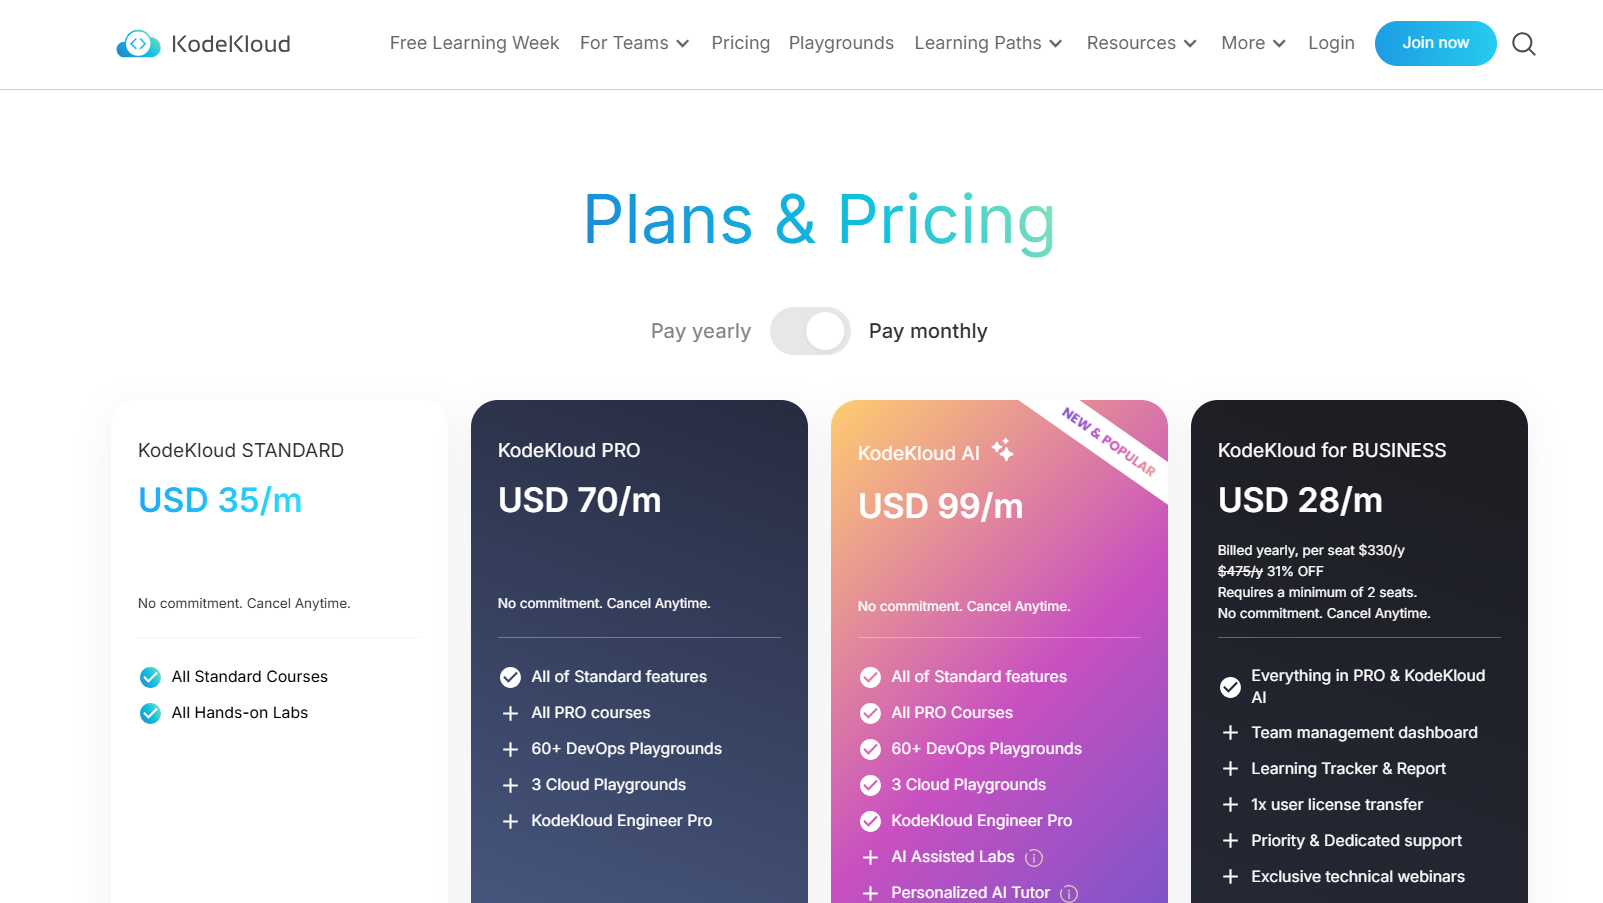 KodeKloud
Free Learning Week For Teams Pricing Playgrounds Learning Paths Resources More Login Join now
Plans & Pricing
Pay yearly Pay monthly
KodeKloud STANDARD
USD 35/m
No commitment. Cancel Anytime.
All Standard Courses
All Hands-on Labs
KodeKloud PRO
USD 70/m
No commitment. Cancel Anytime.
All of Standard features
All PRO courses
60+ DevOps Playgrounds
3 Cloud Playgrounds
KodeKloud Engineer Pro
NEW & POPULAR
KodeKloud AI
USD 99/m
No commitment. Cancel Anytime.
All of Standard features
All PRO Courses
60+ DevOps Playgrounds
3 Cloud Playgrounds
KodeKloud Engineer Pro
AI Assisted Labs
Personalized AI Tutor
KodeKloud for BUSINESS
USD 28/m
Billed yearly, per seat $330/y
$475/y 31% OFF
Requires a minimum of 2 seats.
No commitment. Cancel Anytime.
Everything in PRO & KodeKloud
AI
Team management dashboard
Learning Tracker & Report
1x user license transfer
Priority & Dedicated support
Exclusive technical webinars